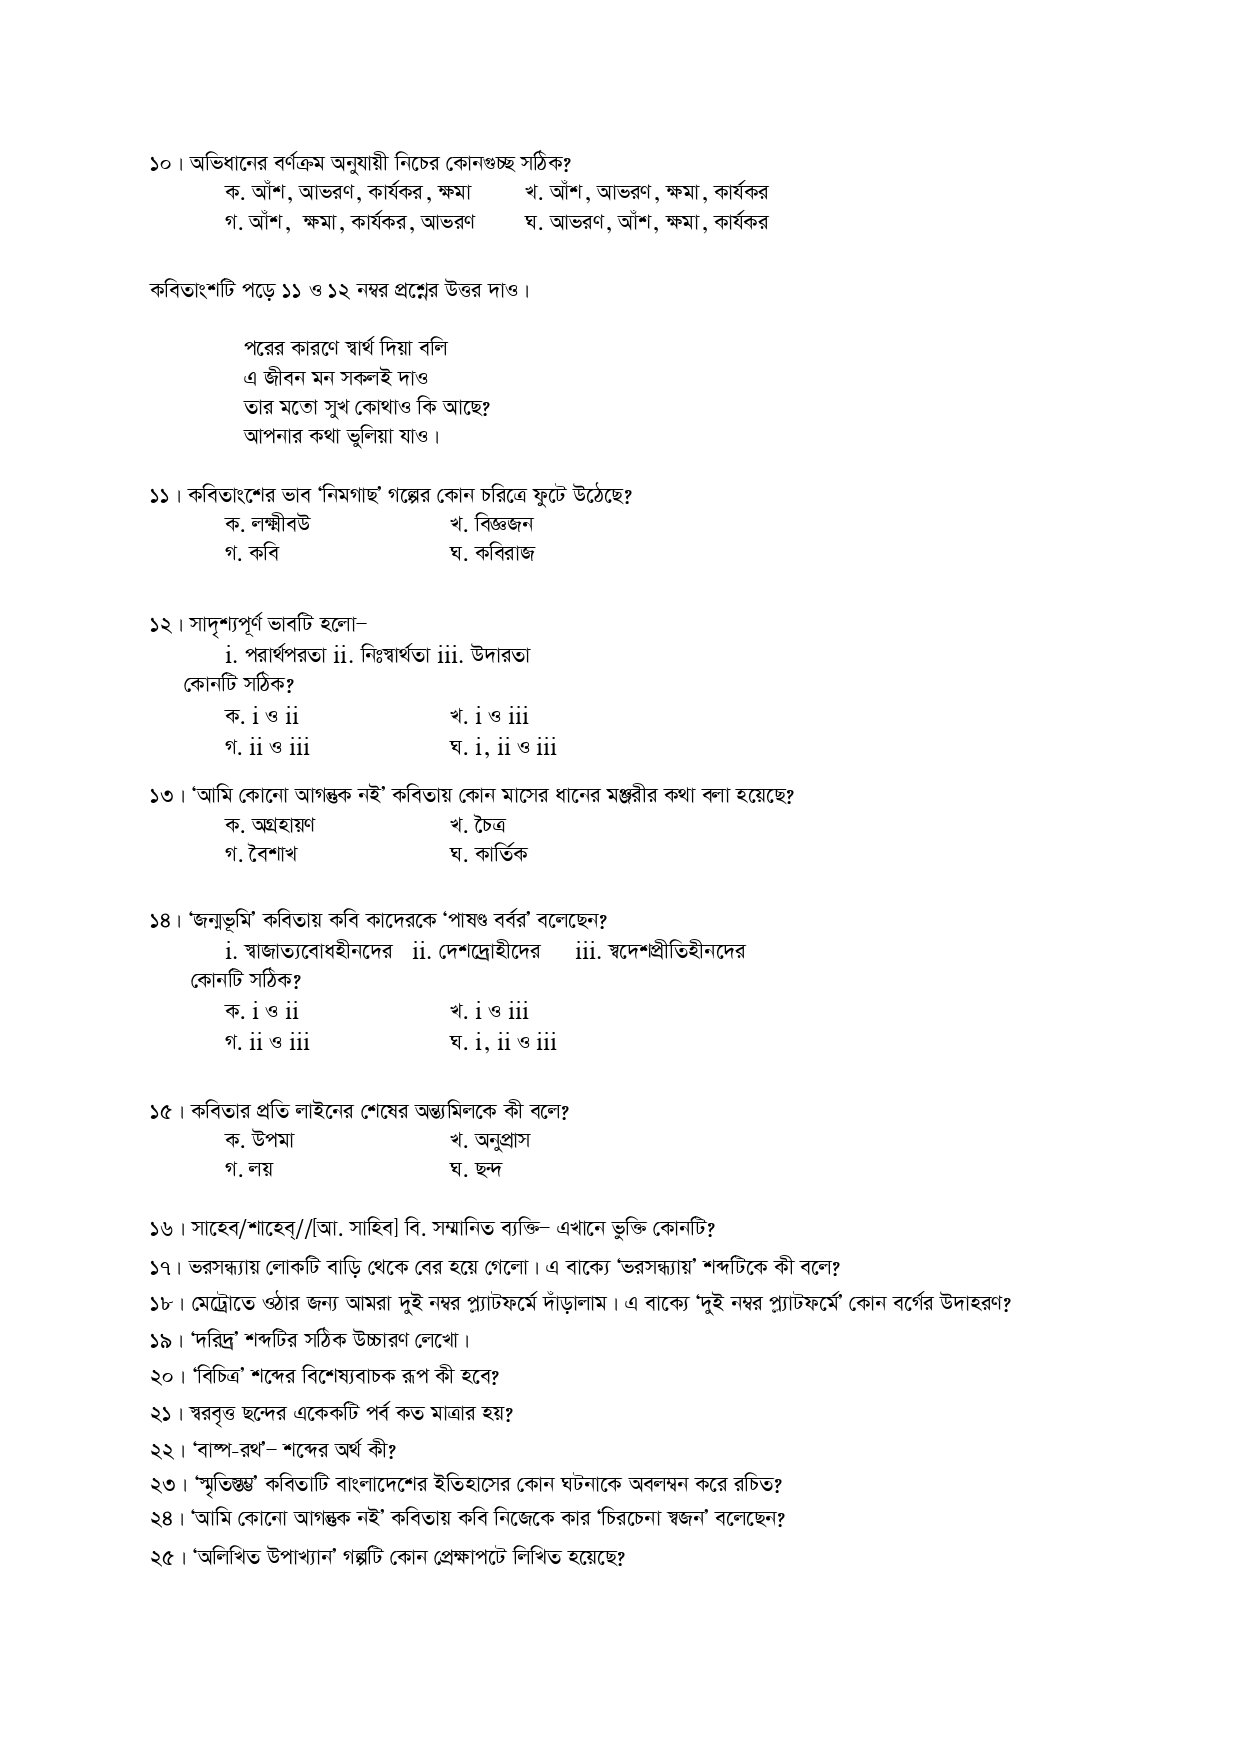 ১০। অভিধানের বর্ণক্রম অনুযায়ী নিচের কোনগুচ্ছ সঠিক?
ক. আঁশ, আভরণ, কার্যকর, ক্ষমা খ. আঁশ, আভরণ, ক্ষমা, কার্যকর
গ. আঁশ, ক্ষমা, কার্যকর, আভরণ ঘ. আভরণ, আঁশ, ক্ষমা, কার্যকর
কবিতাংশটি পড়ে ১১ ও ১২ নম্বর প্রশ্নের উত্তর দাও।
পরের কারণে স্বার্থ দিয়া বলি
এ জীবন মন সকলই দাও
তার মতো সুখ কোথাও কি আছে?
আপনার কথা ভুলিয়া যাও।
১১। কবিতাংশের ভাব ‘নিমগাছ’ গল্পের কোন চরিত্রে ফুটে উঠেছে?
ক. লক্ষ্মীবউ খ. বিজ্ঞজন
গ. কবি ঘ. কবিরাজ
১২। সাদৃশ্যপূর্ণ ভাবটি হলো–
i. পরার্থপরতা ii. নিঃস্বার্থতা iii. উদারতা
কোনটি সঠিক?
ক. i ও ii খ. i ও iii
গ. ii ও iii ঘ. i, ii ও iii
১৩। ‘আমি কোনো আগন্তুক নই’ কবিতায় কোন মাসের ধানের মঞ্জরীর কথা বলা হয়েছে?
ক. অগ্রহায়ণ খ. চৈত্র
গ. বৈশাখ ঘ. কার্তিক
১৪। ‘জন্মভূমি’ কবিতায় কবি কাদেরকে ‘পাষণ্ড বর্বর’ বলেছেন?
i. স্বাজাত্যবোধহীনদের ii. দেশদ্রোহীদের iii. স্বদেশপ্রীতিহীনদের
কোনটি সঠিক?
ক. i ও ii খ. i ও iii
গ. ii ও iii ঘ. i, ii ও iii
১৫। কবিতার প্রতি লাইনের শেষের অন্ত্যমিলকে কী বলে?
ক. উপমা খ. অনুপ্রাস
গ. লয় ঘ. ছন্দ
১৬। সাহেব/শাহেব্//[আ. সাহিব] বি. সম্মানিত ব্যক্তি– এখানে ভুক্তি কোনটি?
১৭। ভরসন্ধ্যায় লোকটি বাড়ি থেকে বের হয়ে গেলো। এ বাক্যে ‘ভরসন্ধ্যায়’ শব্দটিকে কী বলে?
১৮। মেট্রোতে ওঠার জন্য আমরা দুই নম্বর প্ল্যাটফর্মে দাঁড়ালাম। এ বাক্যে ‘দুই নম্বর প্ল্যাটফর্মে’ কোন বর্গের উদাহরণ?
১৯। ‘দরিদ্র’ শব্দটির সঠিক উচ্চারণ লেখো।
২০। ‘বিচিত্র’ শব্দের বিশেষ্যবাচক রূপ কী হবে?
২১। স্বরবৃত্ত ছন্দের একেকটি পর্ব কত মাত্রার হয়?
২২। ‘বাষ্প-রথ’– শব্দের অর্থ কী?
২৩। ‘স্মৃতিস্তম্ভ’ কবিতাটি বাংলাদেশের ইতিহাসের কোন ঘটনাকে অবলম্বন করে রচিত?
২৪। ‘আমি কোনো আগন্তুক নই’ কবিতায় কবি নিজেকে কার ‘চিরচেনা স্বজন’ বলেছেন?
২৫। ‘অলিখিত উপাখ্যান’ গল্পটি কোন প্রেক্ষাপটে লিখিত হয়েছে?